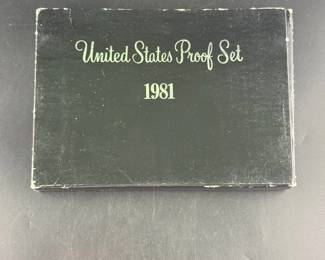 United States Proof Set
1981